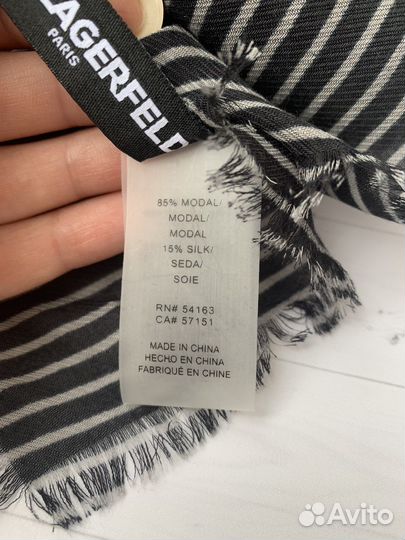 LAGERFELD
PARIS
85% MODAL/
MODAL/
MODAL
15% SILK/
SEDA/
SOIE
RN# 54163
CA# 57151
MADE IN CHINA
HECHO EN CHINA
FABRIQUÉ EN CHINE
Avito